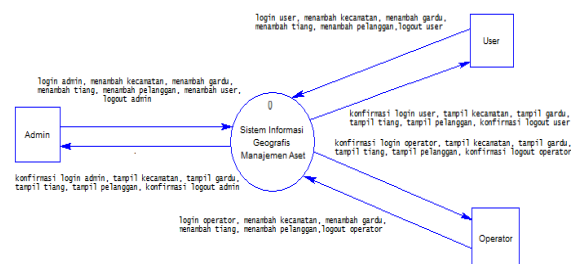 login user, menambah kecamatan, menambah gardu,
menambah tiang, menambah pelanggan,logout user
User
login admin, menambah kecamatan, menambah gardu,
menambah tiang, menambah pelanggan, menambah user,
logout admin
0
Sistem Informasi
Geografis
Manajemen Aset
Admin
konfirmasi login user, tampil kecamatan, tampil gardu,
tampil tiang, tampil pelanggan, konfirmasi logout user
konfirmasi login operator, tampil kecamatan, tampil gardu,
tampil tiang, tampil pelanggan, konfirmasi logout operator
konfirmasi login admin, tampil kecamatan, tampil gardu,
tampil tiang, tampil pelanggan, konfirmasi logout admin
login operator, menambah kecamatan, menambah gardu,
menambah tiang, menambah pelanggan,logout operator
Operator